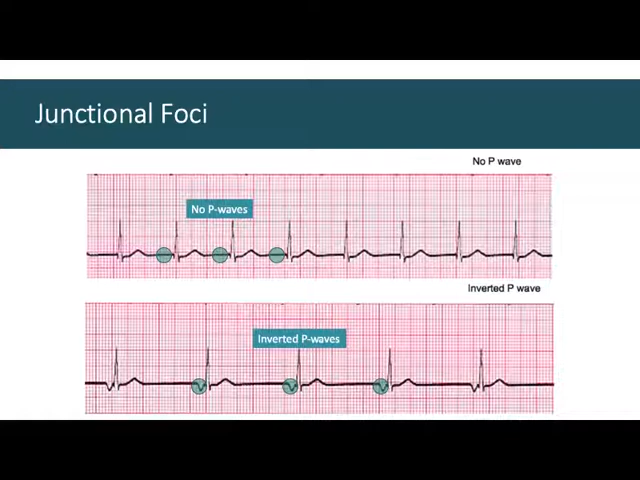 Junctional Foci
No P wave
No P-waves
Inverted P wave
Inverted P-waves